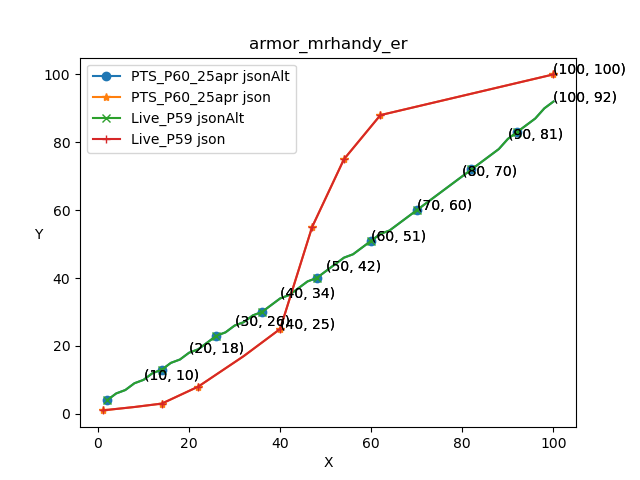 armor_mrhandy_er
PTS_P60_25apr jsonAlt
PTS_P60_25apr json
Live_P59 jsonAlt
Live_P59 json
(100, 100)
(100, 92)
(90, 81)
(80, 70)
(70, 60)
(60, 51)
(50, 42)
(40, 34)
(30, 26)
(40, 25)
(20, 18)
(10, 10)
Y
100
80
60
40
20
0
0 20 40 60 80 100
X